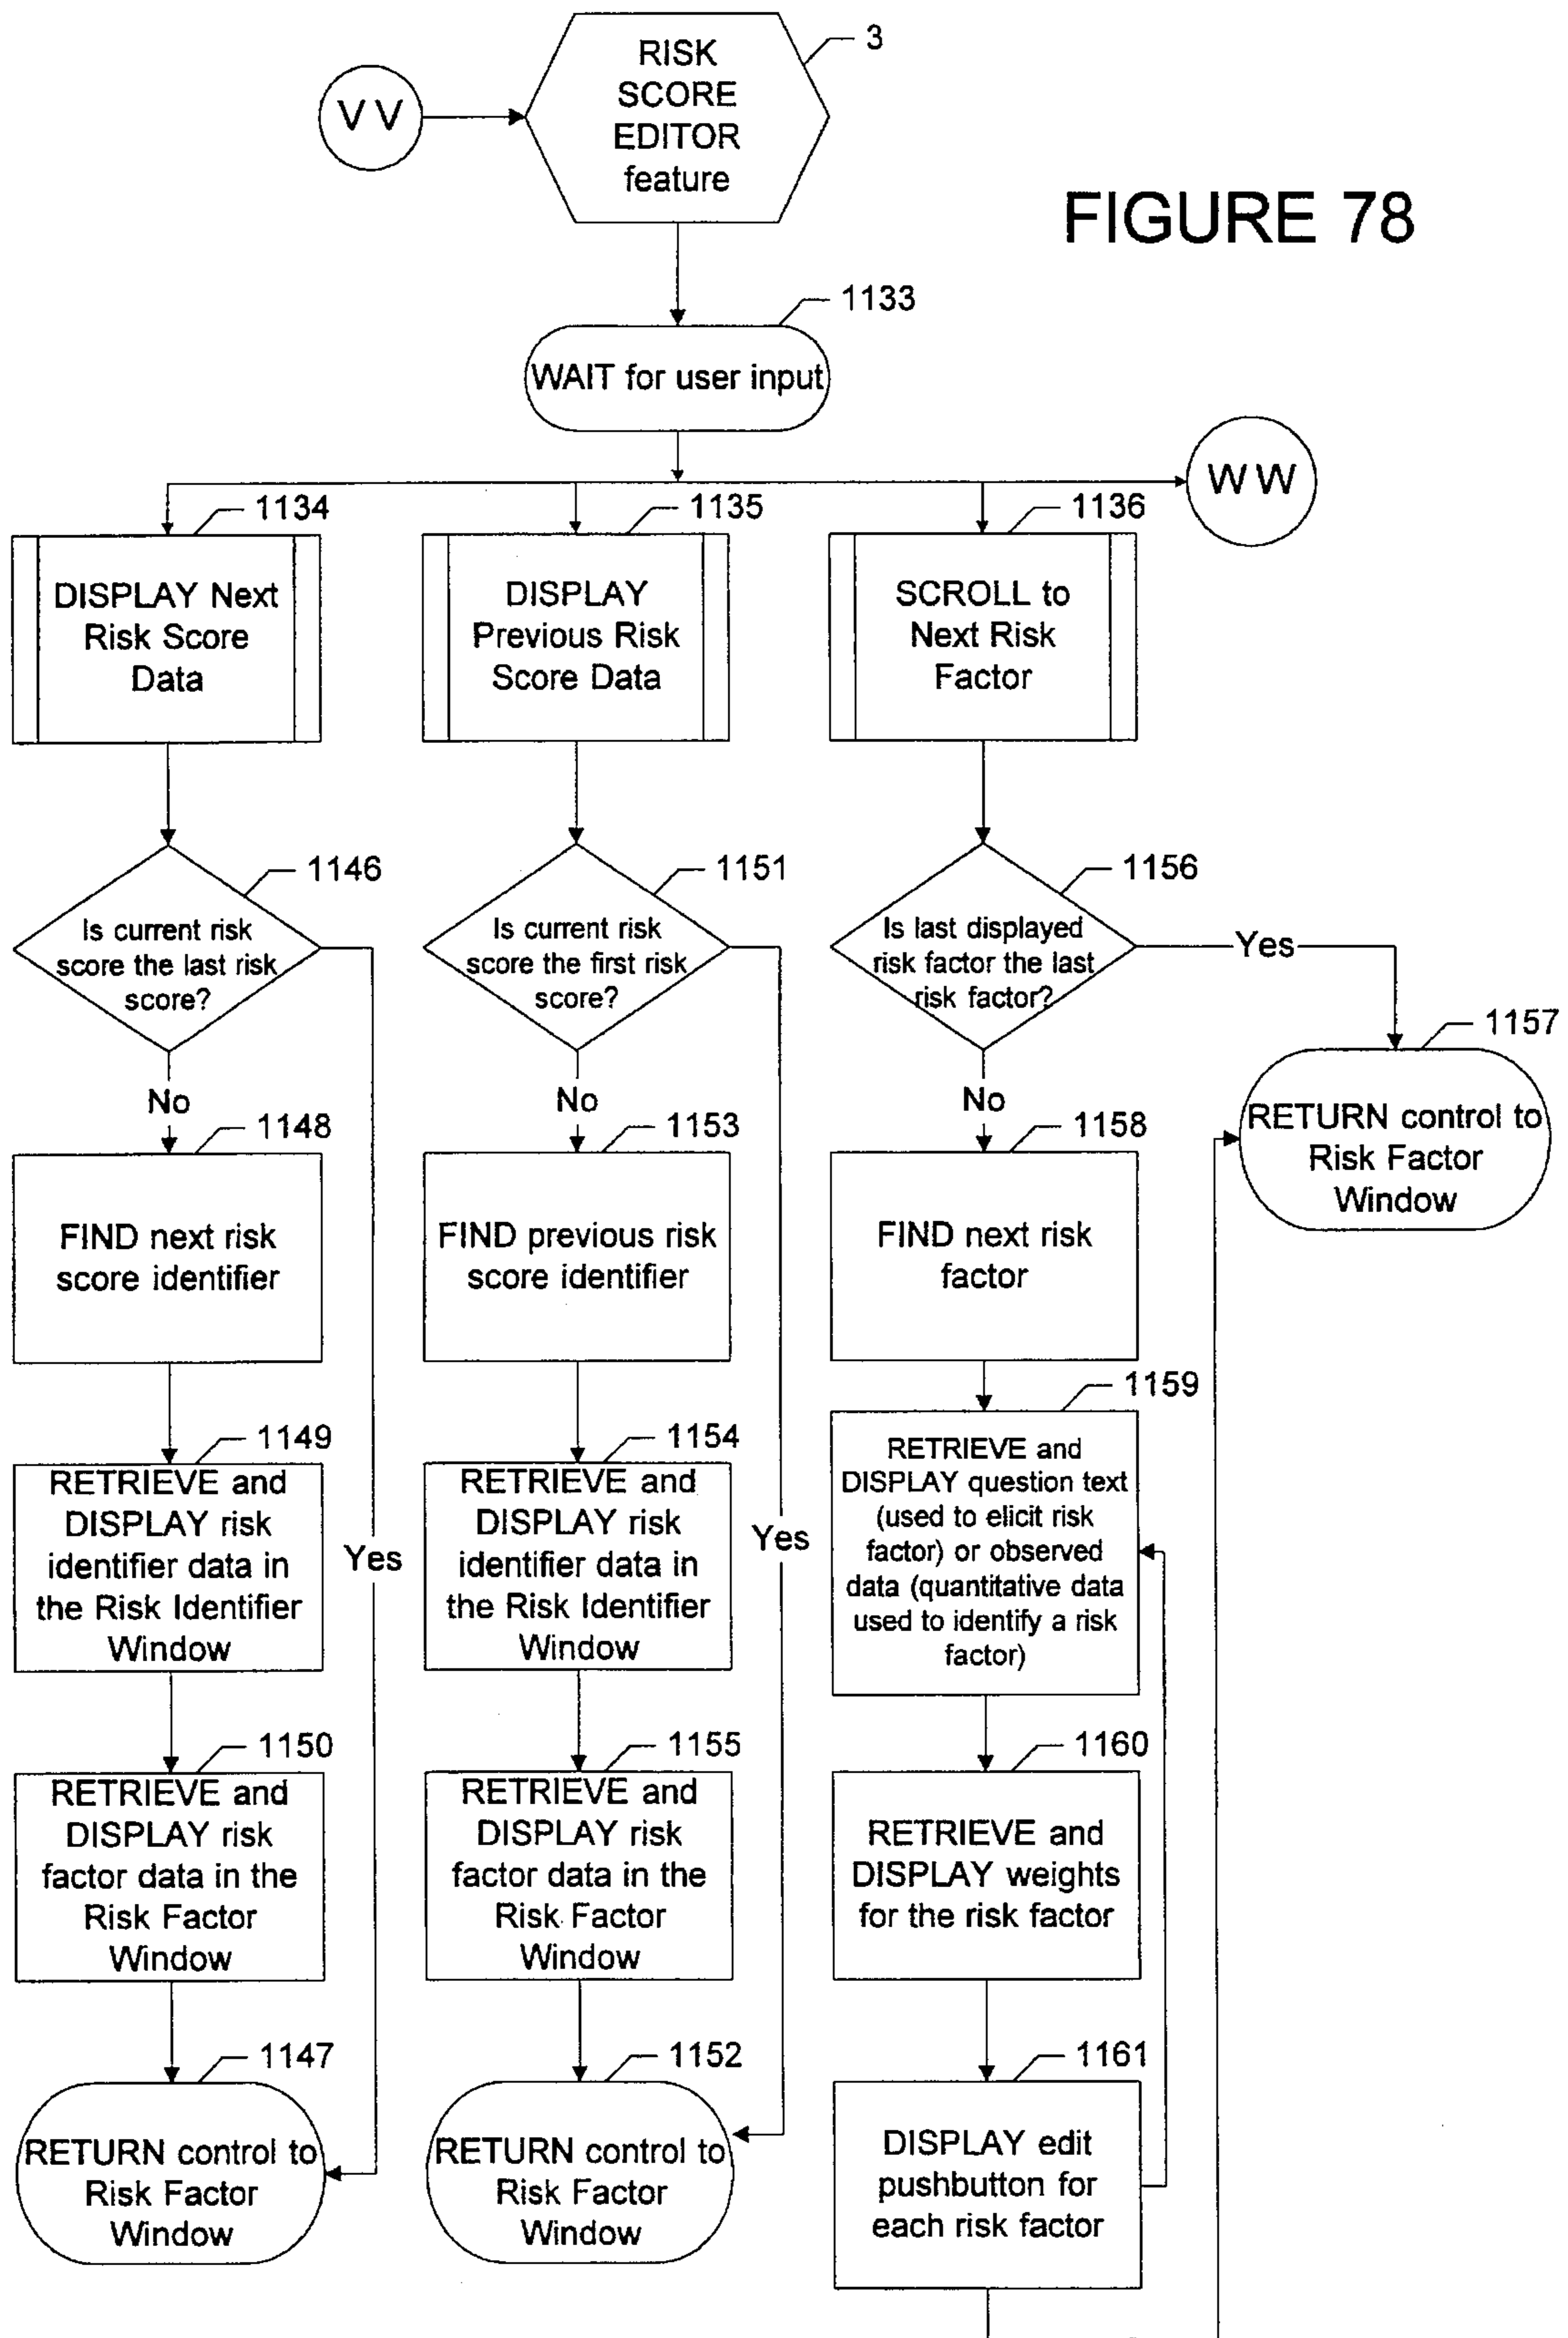 3
RISK
SCORE
EDITOR
feature
V V
FIGURE 78
1133
WAIT for user input
W W
1134
DISPLAY Next
Risk Score
Data
1135
DISPLAY
Previous Risk
Score Data
1136
SCROLL to
Next Risk
Factor
1146
Is current risk
score the last risk
score?
1151
Is current risk
score the first risk
score?
1156
Is last displayed
risk factor the last
risk factor?
Yes
1157
RETURN control to
Risk Factor
Window
No
No
No
1148
FIND next risk
score identifier
1153
FIND previous risk
score identifier
1158
FIND next risk
factor
1149
RETRIEVE and
DISPLAY risk
identifier data in
the Risk Identifier
Window
Yes
1154
RETRIEVE and
DISPLAY risk
identifier data in
the Risk Identifier
Window
Yes
1159
RETRIEVE and
DISPLAY question text
(used to elicit risk
factor) or observed
data (quantitative data
used to identify a risk
factor)
1150
RETRIEVE and
DISPLAY risk
factor data in the
Risk Factor
Window
1155
RETRIEVE and
DISPLAY risk
factor data in the
Risk Factor
Window
1160
RETRIEVE and
DISPLAY weights
for the risk factor
1147
RETURN control to
Risk Factor
Window
1152
RETURN control to
Risk Factor
Window
1161
DISPLAY edit
pushbutton for
each risk factor